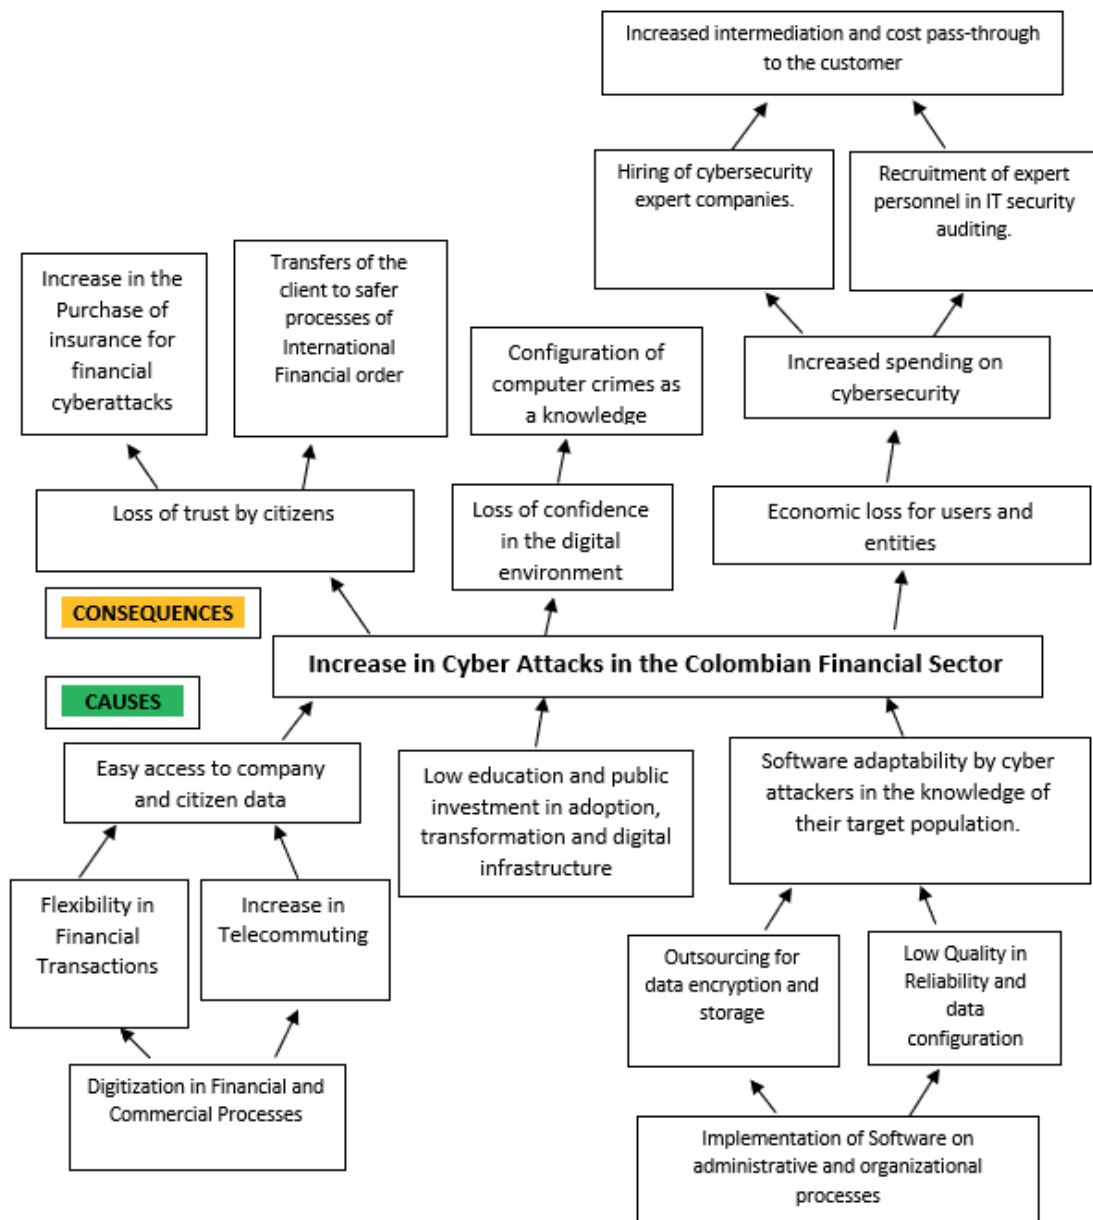 Increased intermediation and cost pass-through
to the customer
Hiring of cybersecurity
expert companies.
Recruitment of expert
personnel in IT security
auditing.
Increase in the
Purchase of
insurance for
financial
cyberattacks
Transfers of the
client to safer
processes of
International
Financial order
Configuration of
computer crimes as
a knowledge
Increased spending on
cybersecurity
Loss of trust by citizens
Loss of confidence
in the digital
environment
Economic loss for users and
entities
CONSEQUENCES
Increase in Cyber Attacks in the Colombian Financial Sector
CAUSES
Easy access to company
and citizen data
Low education and public
investment in adoption,
transformation and digital
infrastructure
Software adaptability by cyber
attackers in the knowledge of
their target population.
Flexibility in
Financial
Transactions
Increase in
Telecommuting
Outsourcing for
data encryption and
storage
Low Quality in
Reliability and
data
configuration
Digitization in Financial and
Commercial Processes
Implementation of Software on
administrative and organizational
processes